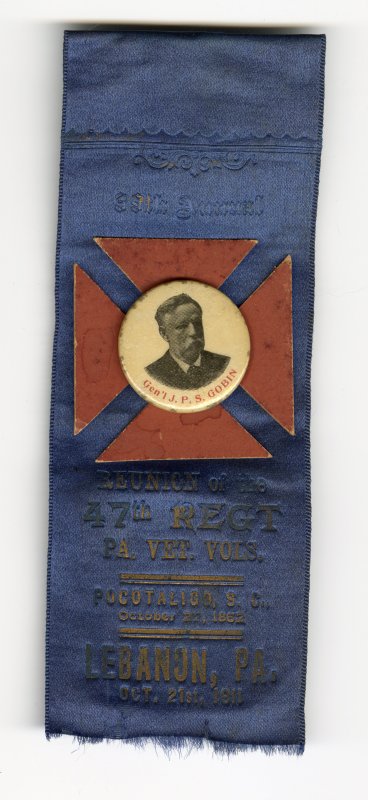 39th Annual
Gen'l J. P. S. GOBIN
REUNION of the
47th REGT
PA. VET. VOLS.
POCOTALIGO, S. C.,
October 22, 1862
LEBANON, PA.
OCT. 21st, 1911